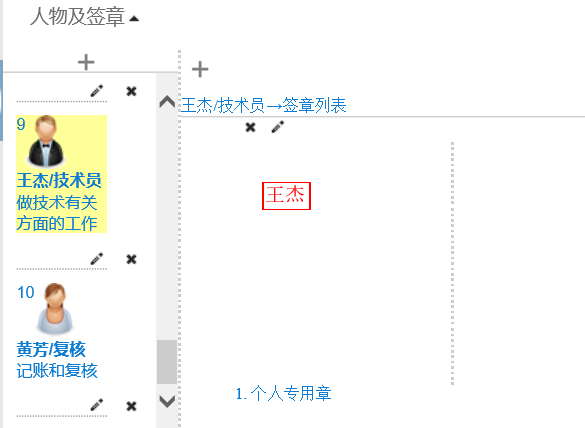 人物及签章
王杰/技术员→签章列表
9
王杰/技术员
做技术有关
方面的工作
10
黄芳/复核
记账和复核
王杰
1. 个人专用章